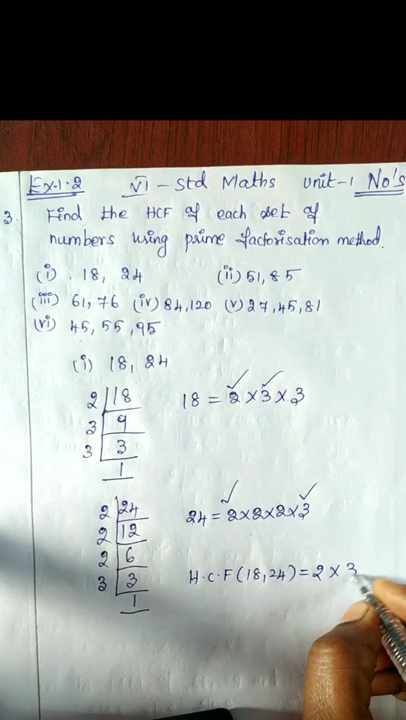 Ex-1.2 VI - Std Maths Unit-1 No's
3. Find the HCF of each set of
numbers using prime factorisation method.
(i) 18, 24 (ii) 51, 85
(iii) 61, 76 (iv) 84, 120 (v) 27, 45, 81
(vi) 45, 55, 95
(i) 18, 24
2 | 18
18 = 2 × 3 × 3
3 | 9
3 | 3
1
2 | 24
24 = 2×2×2×3
2 | 12
2 | 6
3 | 3
H.C.F (18, 24) = 2 × 3
1